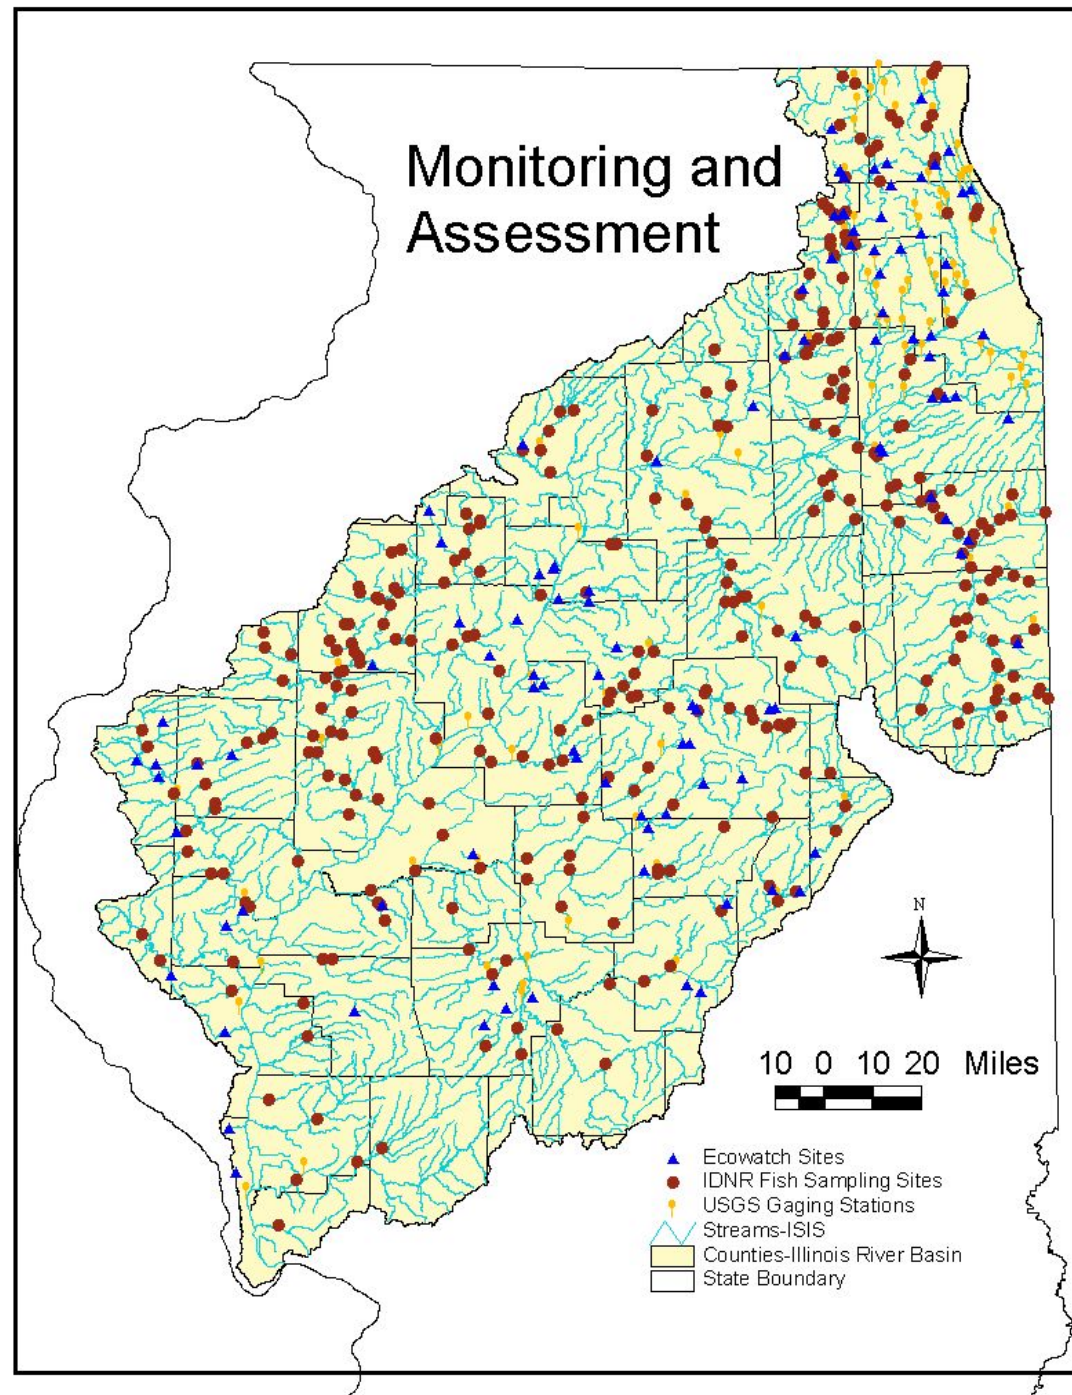 Monitoring and
Assessment
N
10 0 10 20 Miles
Ecowatch Sites
IDNR Fish Sampling Sites
USGS Gaging Stations
Streams-ISIS
Counties-Illinois River Basin
State Boundary